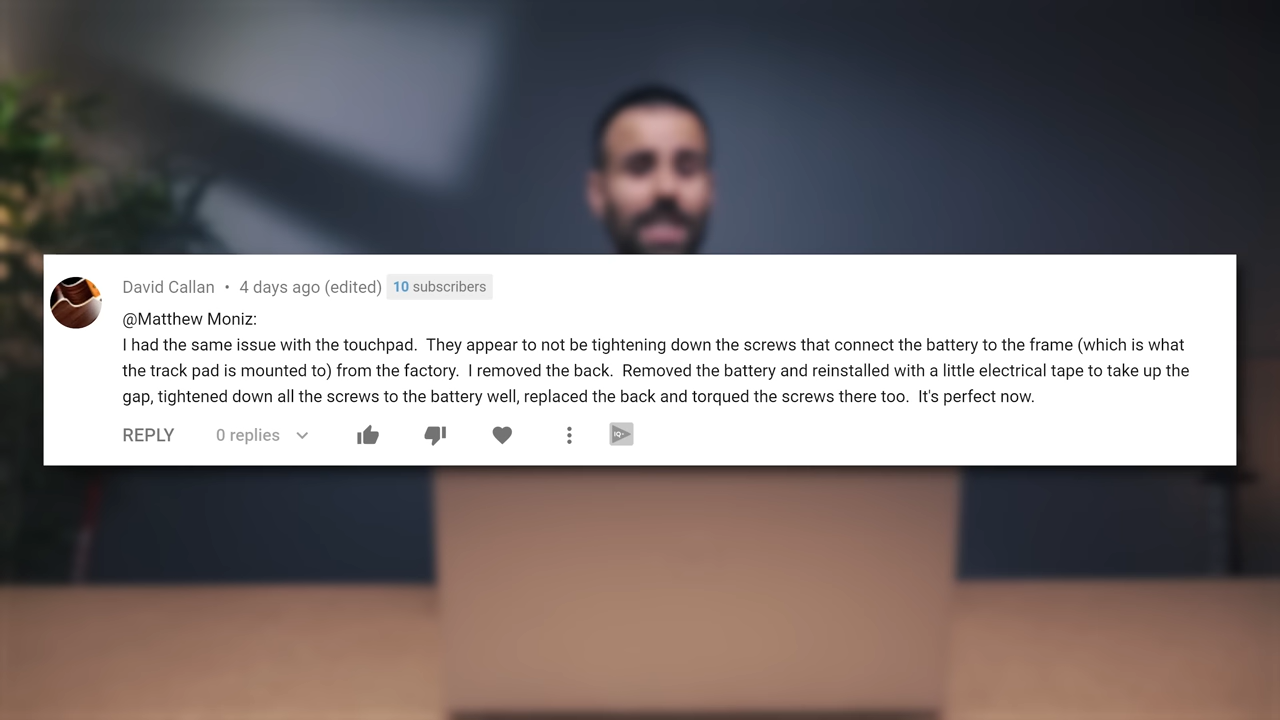 David Callan • 4 days ago (edited) 10 subscribers
@Matthew Moniz:
I had the same issue with the touchpad.  They appear to not be tightening down the screws that connect the battery to the frame (which is what
the track pad is mounted to) from the factory.  I removed the back.  Removed the battery and reinstalled with a little electrical tape to take up the
gap, tightened down all the screws to the battery well, replaced the back and torqued the screws there too.  It's perfect now.
REPLY 0 replies
IQ+